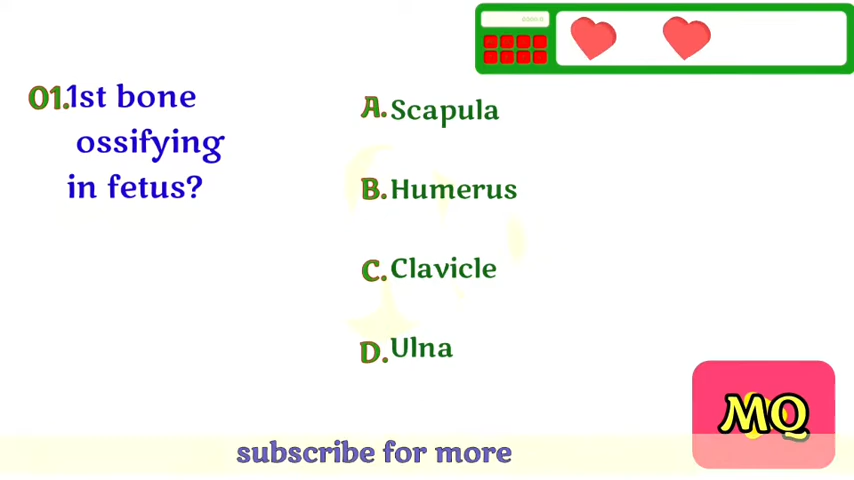 01. 1st bone
ossifying
in fetus?
A. Scapula
B. Humerus
C. Clavicle
D. Ulna
MQ
subscribe for more